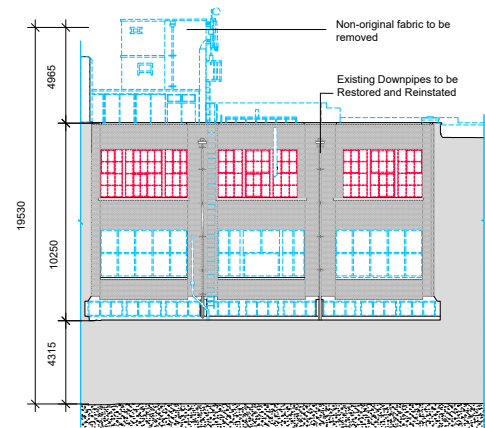 Non-original fabric to be
removed
Existing Downpipes to be
Restored and Reinstated
4965
19530
10250
4315